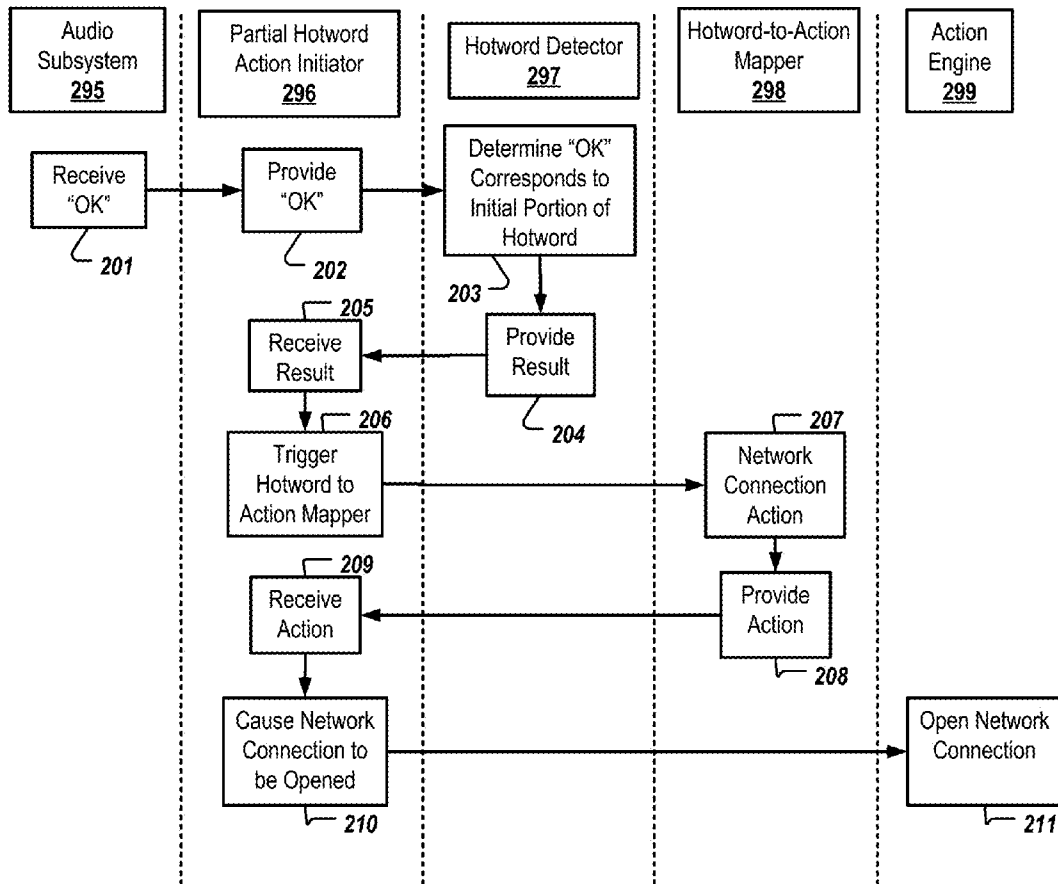 Audio
Subsystem
295
Partial Hotword
Action Initiator
296
Hotword Detector
297
Hotword-to-Action
Mapper
298
Action
Engine
299
Receive
“OK”
201
Provide
“OK”
202
Determine “OK”
Corresponds to
Initial Portion of
Hotword
203
Provide
Result
204
205
Receive
Result
206
Trigger
Hotword to
Action Mapper
207
Network
Connection
Action
Provide
Action
208
209
Receive
Action
Cause Network
Connection to
be Opened
210
Open Network
Connection
211